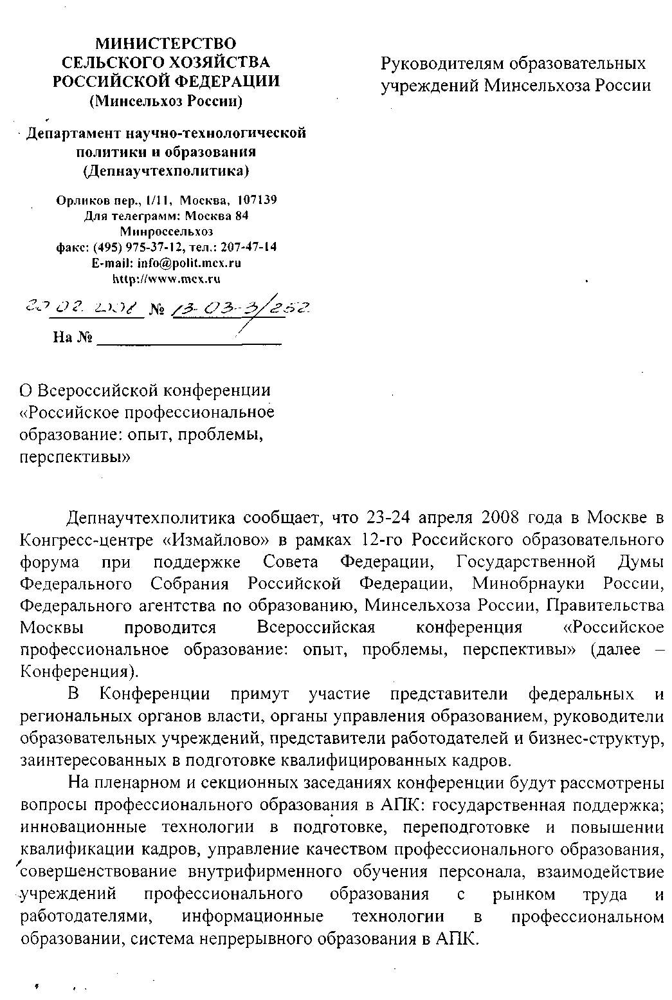 МИНИСТЕРСТВО
СЕЛЬСКОГО ХОЗЯЙСТВА
РОССИЙСКОЙ ФЕДЕРАЦИИ
(Минсельхоз России)
Департамент научно-технологической
политики и образования
(Депнаучтехполитика)
Орликов пер., 1/11, Москва, 107139
Для телеграмм: Москва 84
Минроссельхоз
факс: (495) 975-37-12, тел.: 207-47-14
E-mail: info@polit.mcx.ru
http://www.mcx.ru
20 02. 2008 № 13-03-3/252
На №
Руководителям образовательных
учреждений Минсельхоза России
О Всероссийской конференции
«Российское профессиональное
образование: опыт, проблемы,
перспективы»
Депнаучтехполитика сообщает, что 23-24 апреля 2008 года в Москве в
Конгресс-центре «Измайлово» в рамках 12-го Российского образовательного
форума при поддержке Совета Федерации, Государственной Думы
Федерального Собрания Российской Федерации, Минобрнауки России,
Федерального агентства по образованию, Минсельхоза России, Правительства
Москвы проводится Всероссийская конференция «Российское
профессиональное образование: опыт, проблемы, перспективы» (далее –
Конференция).
В Конференции примут участие представители федеральных и
региональных органов власти, органы управления образованием, руководители
образовательных учреждений, представители работодателей и бизнес-структур,
заинтересованных в подготовке квалифицированных кадров.
На пленарном и секционных заседаниях конференции будут рассмотрены
вопросы профессионального образования в АПК: государственная поддержка;
инновационные технологии в подготовке, переподготовке и повышении
квалификации кадров, управление качеством профессионального образования,
совершенствование внутрифирменного обучения персонала, взаимодействие
учреждений профессионального образования с рынком труда и
работодателями, информационные технологии в профессиональном
образовании, система непрерывного образования в АПК.